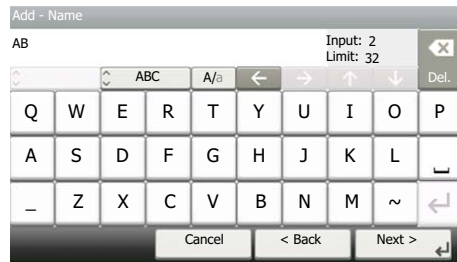 Add - Name
AB
Input: 2
Limit: 32
ABC A/a ← → ↑ ↓ Del.
Q W E R T Y U I O P
A S D F G H J K L
_ Z X C V B N M ~
Cancel < Back Next >